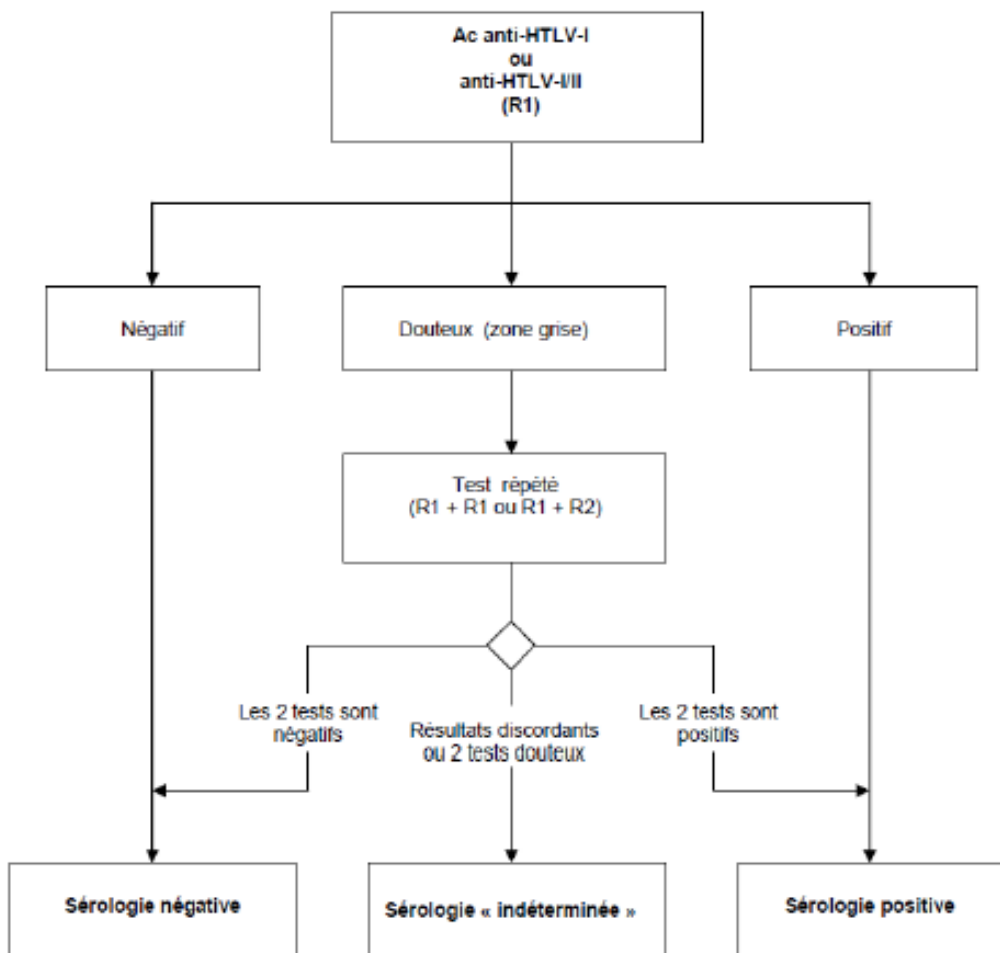 Ac anti-HTLV-I
ou
anti-HTLV-I/II
(R1)
Négatif
Douteux (zone grise)
Positif
Test répété
(R1 + R1 ou R1 + R2)
Les 2 tests sont
négatifs
Résultats discordants
ou 2 tests douteux
Les 2 tests sont
positifs
Sérologie négative
Sérologie « indéterminée »
Sérologie positive